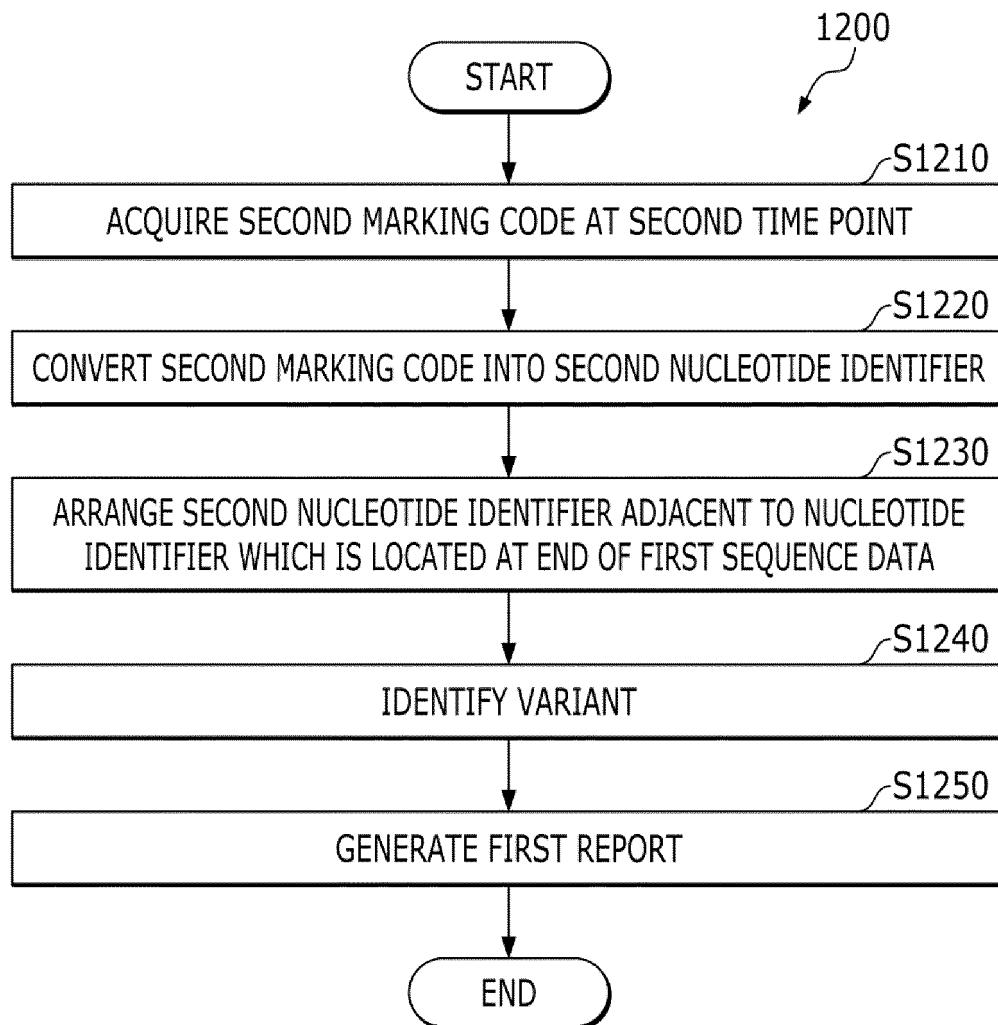 1200
START
S1210
ACQUIRE SECOND MARKING CODE AT SECOND TIME POINT
S1220
CONVERT SECOND MARKING CODE INTO SECOND NUCLEOTIDE IDENTIFIER
S1230
ARRANGE SECOND NUCLEOTIDE IDENTIFIER ADJACENT TO NUCLEOTIDE
IDENTIFIER WHICH IS LOCATED AT END OF FIRST SEQUENCE DATA
S1240
IDENTIFY VARIANT
S1250
GENERATE FIRST REPORT
END